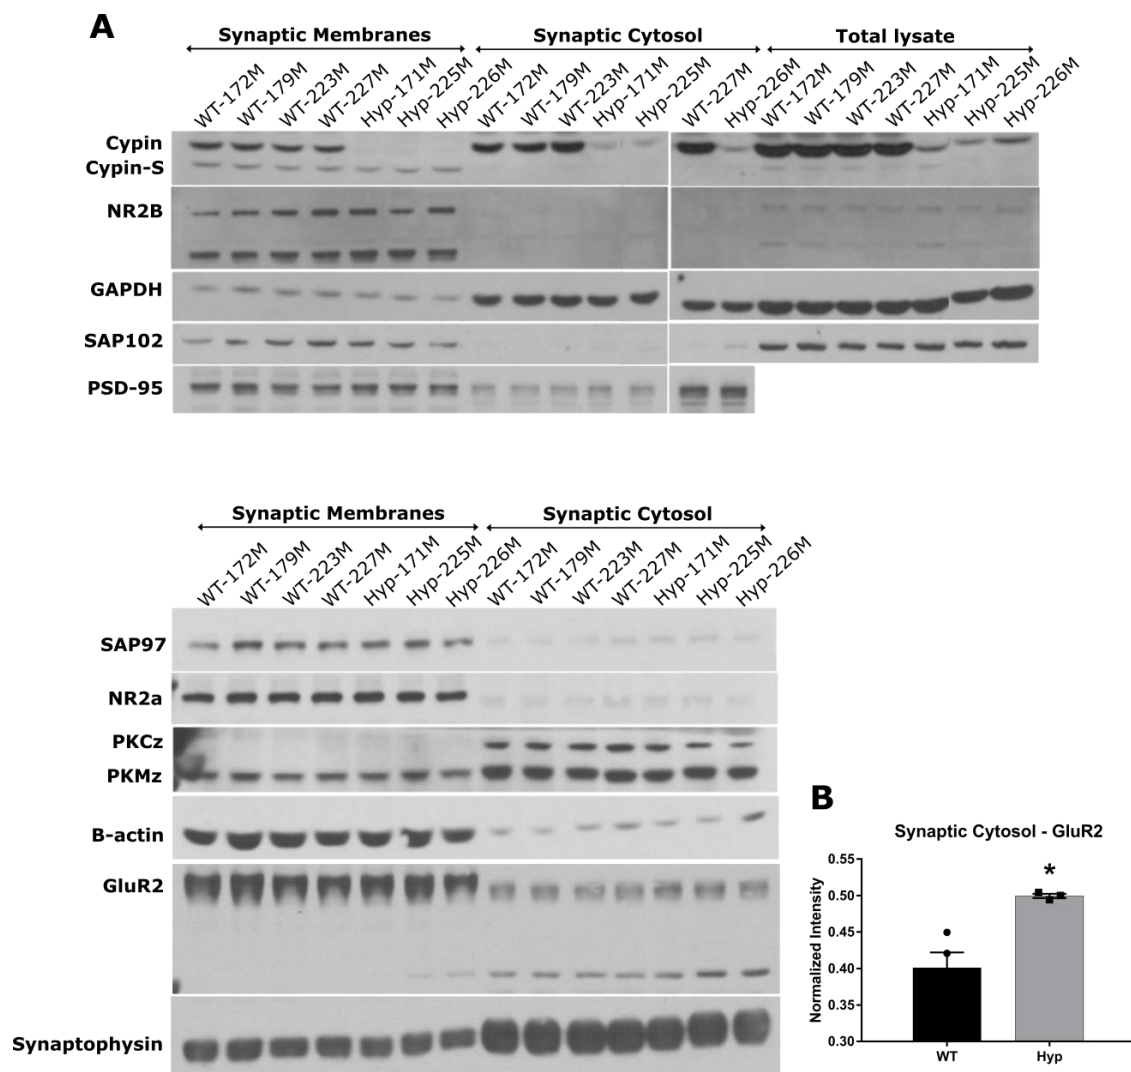 A
Synaptic Membranes Synaptic Cytosol Total lysate
WT-172M WT-179M WT-223M WT-227M Hyp-171M Hyp-225M Hyp-226M WT-172M WT-179M WT-223M Hyp-171M Hyp-225M WT-227M Hyp-226M WT-172M WT-179M WT-223M WT-227M Hyp-171M Hyp-225M Hyp-226M
Cypin
Cypin-S
NR2B
GAPDH
SAP102
PSD-95
Synaptic Membranes Synaptic Cytosol
WT-172M WT-179M WT-223M WT-227M Hyp-171M Hyp-225M Hyp-226M WT-172M WT-179M WT-223M WT-227M Hyp-171M Hyp-225M Hyp-226M
SAP97
NR2a
PKCz
PKMz
B-actin
GluR2
Synaptophysin
B
Synaptic Cytosol - GluR2
Normalized Intensity
0.55
0.50
0.45
0.40
0.35
0.30
*
WT Hyp